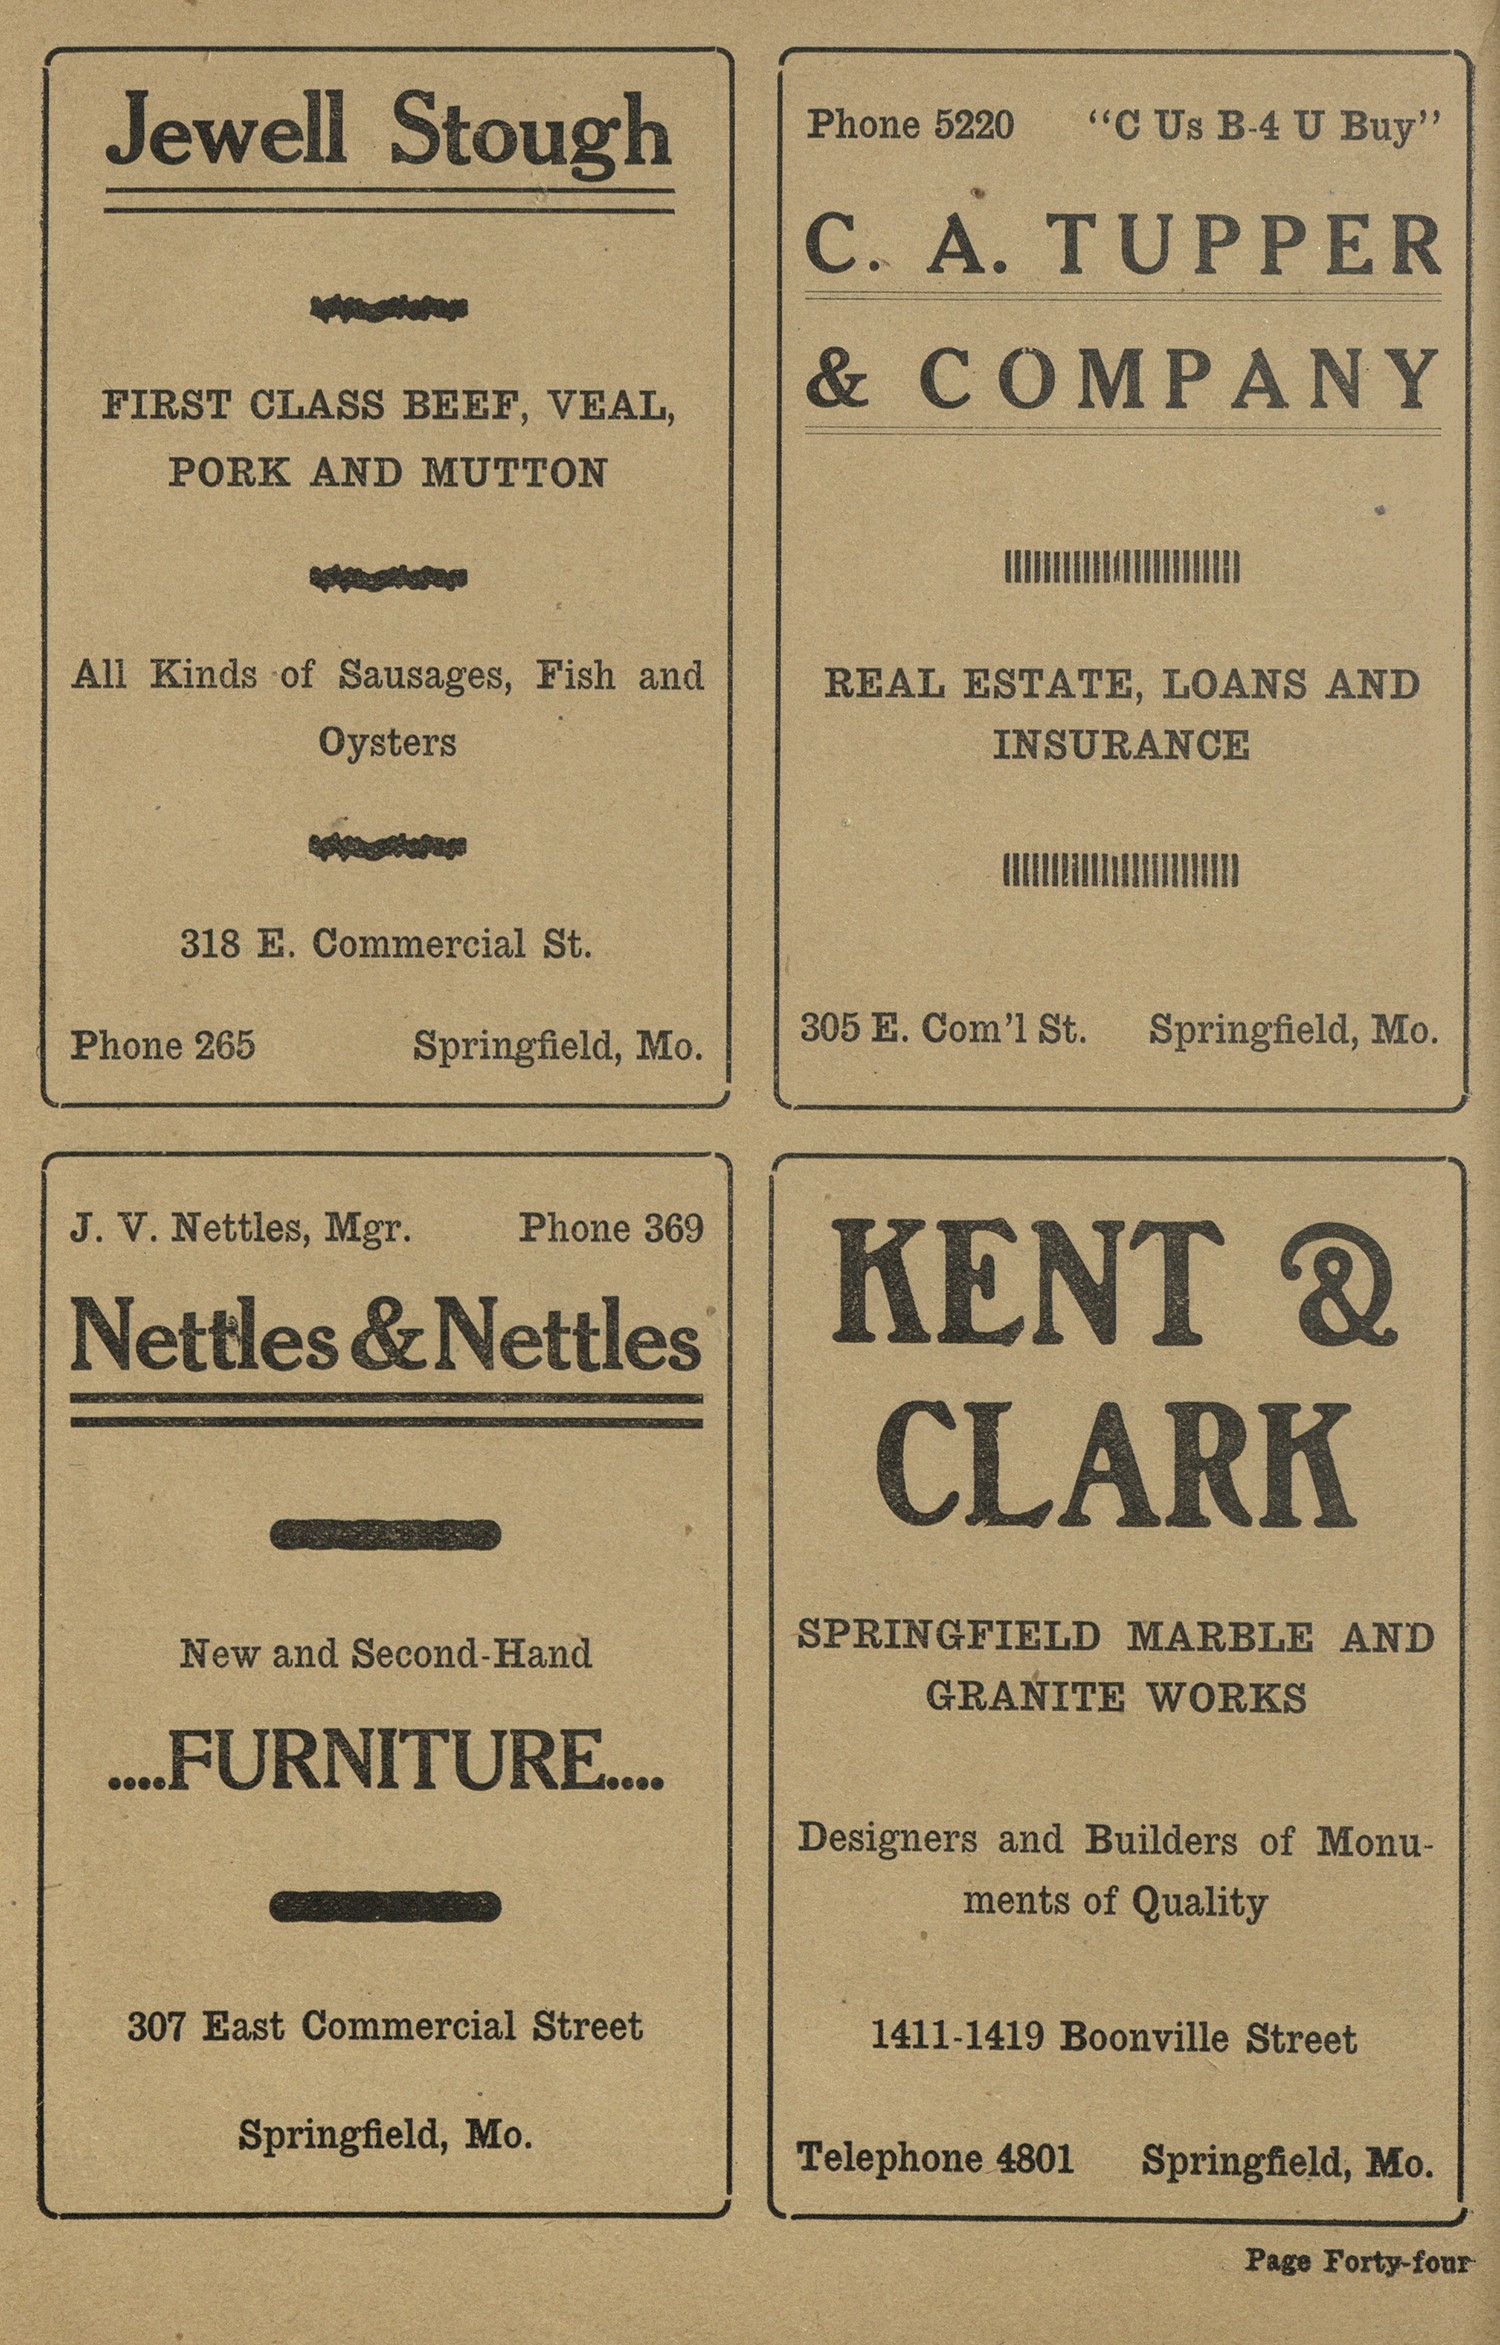 Jewell Stough
FIRST CLASS BEEF, VEAL,
PORK AND MUTTON
All Kinds of Sausages, Fish and
Oysters
318 E. Commercial St.
Phone 265 Springfield, Mo.
Phone 5220 “C Us B-4 U Buy”
C. A. TUPPER
& COMPANY
REAL ESTATE, LOANS AND
INSURANCE
305 E. Com’l St. Springfield, Mo.
J. V. Nettles, Mgr. Phone 369
Nettles & Nettles
New and Second-Hand
....FURNITURE....
307 East Commercial Street
Springfield, Mo.
KENT &
CLARK
SPRINGFIELD MARBLE AND
GRANITE WORKS
Designers and Builders of Monu-
ments of Quality
1411-1419 Boonville Street
Telephone 4801 Springfield, Mo.
Page Forty-four